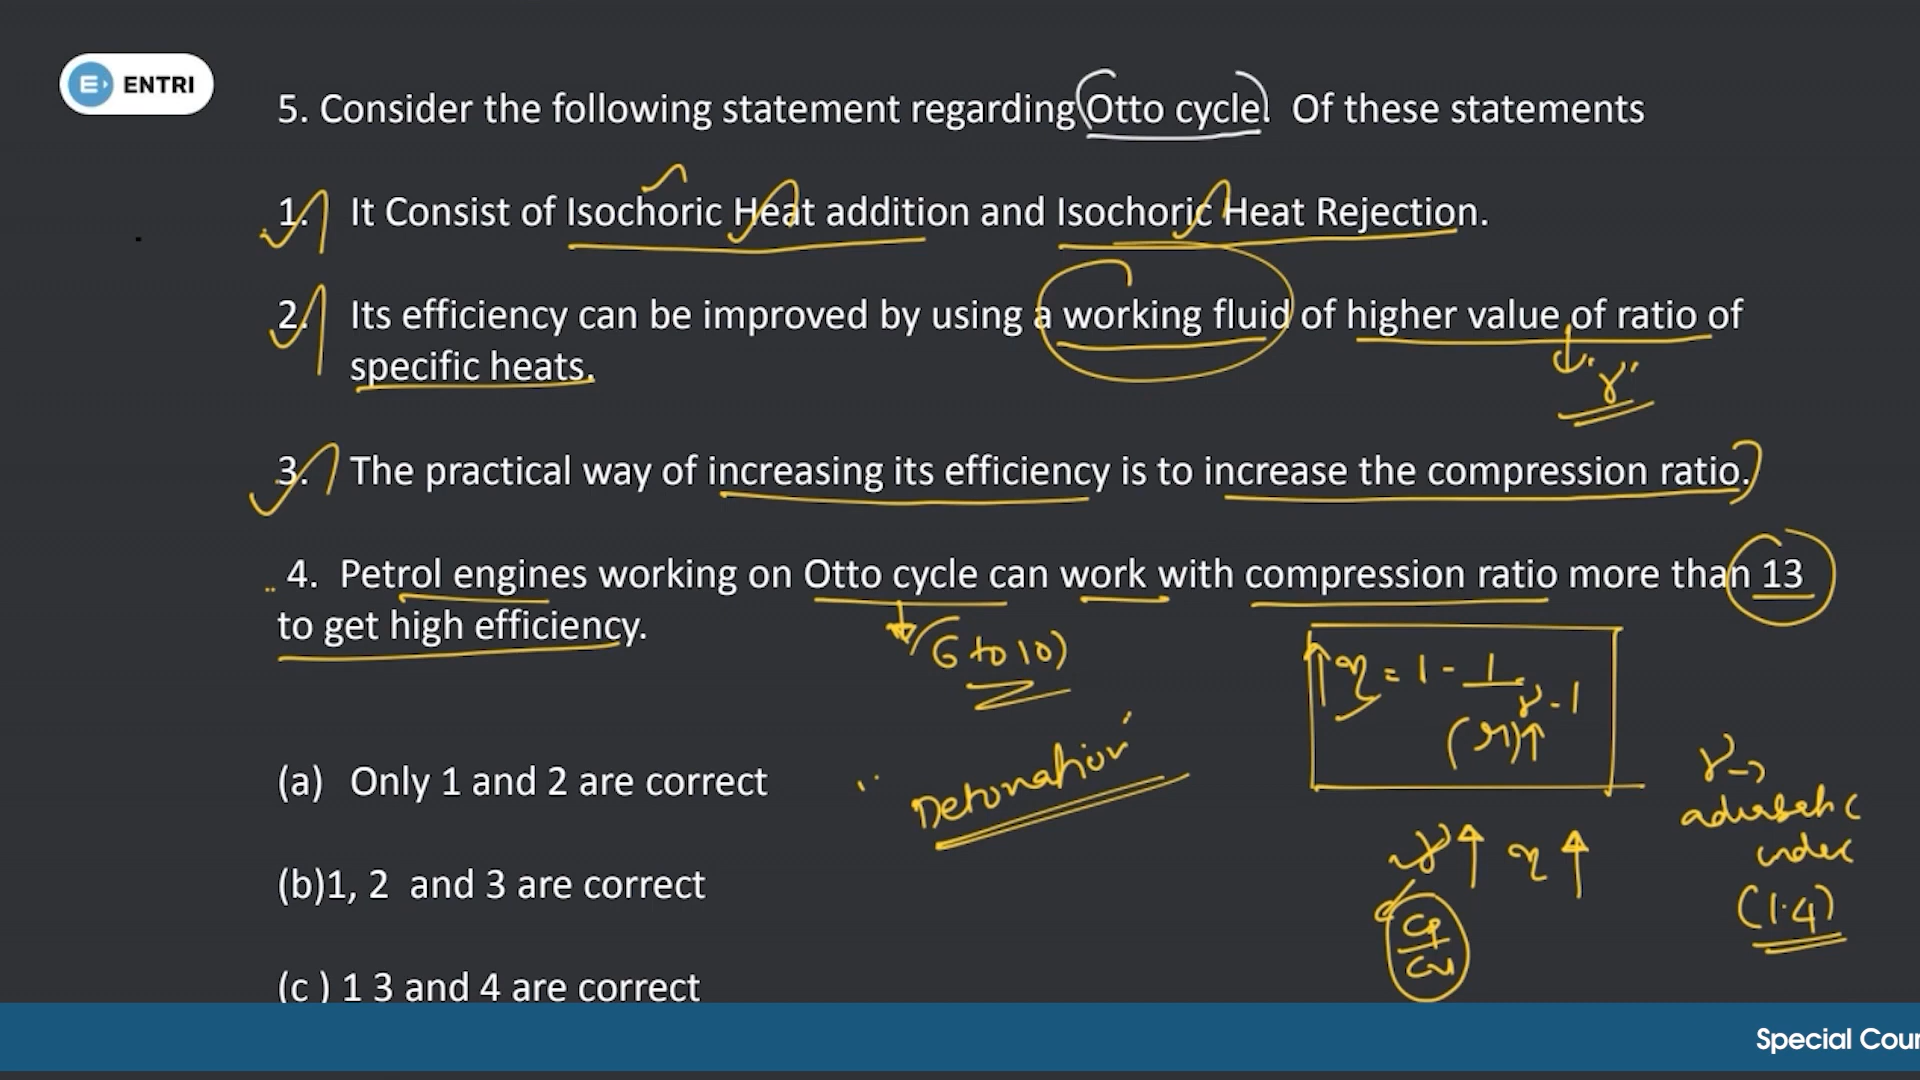 ENTRI
5. Consider the following statement regarding Otto cycle. Of these statements
1. It Consist of Isochoric Heat addition and Isochoric Heat Rejection.
2. Its efficiency can be improved by using a working fluid of higher value of ratio of
specific heats.
"γ"
3. The practical way of increasing its efficiency is to increase the compression ratio.
4. Petrol engines working on Otto cycle can work with compression ratio more than 13
to get high efficiency.
(6 to 10)
↑η = 1 - 1/(r)↑^γ-1
"Detonation"
(a) Only 1 and 2 are correct
γ→
adiabatic
index
(1.4)
γ↑ η↑
Cp/Cv
(b)1, 2 and 3 are correct
(c ) 1 3 and 4 are correct
Special Cour